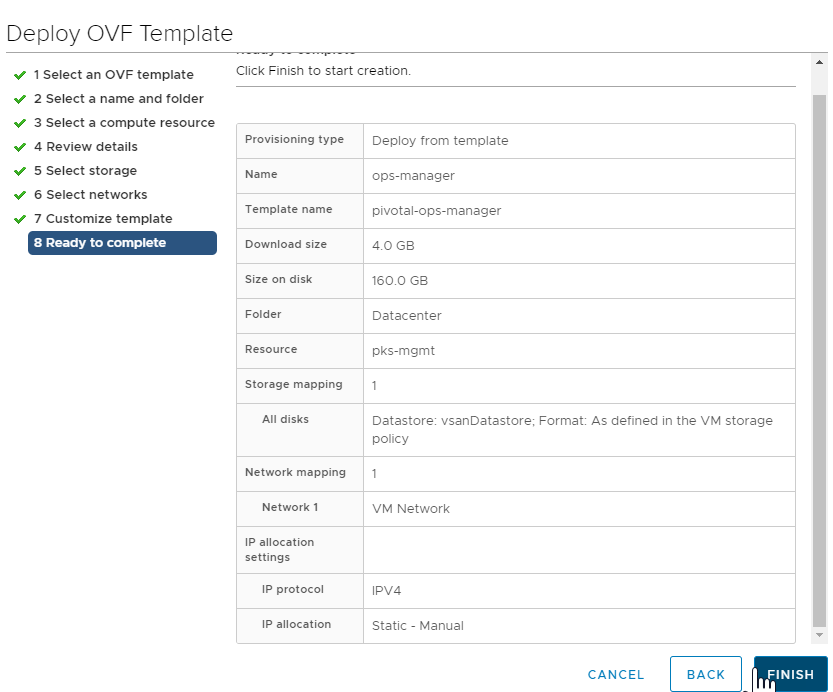 Deploy OVF Template
1 Select an OVF template
2 Select a name and folder
3 Select a compute resource
4 Review details
5 Select storage
6 Select networks
7 Customize template
8 Ready to complete
Ready to complete
Click Finish to start creation.
Provisioning type Deploy from template
Name ops-manager
Template name pivotal-ops-manager
Download size 4.0 GB
Size on disk 160.0 GB
Folder Datacenter
Resource pks-mgmt
Storage mapping 1
All disks Datastore: vsanDatastore; Format: As defined in the VM storage
policy
Network mapping 1
Network 1 VM Network
IP allocation
settings
IP protocol IPV4
IP allocation Static - Manual
CANCEL BACK FINISH